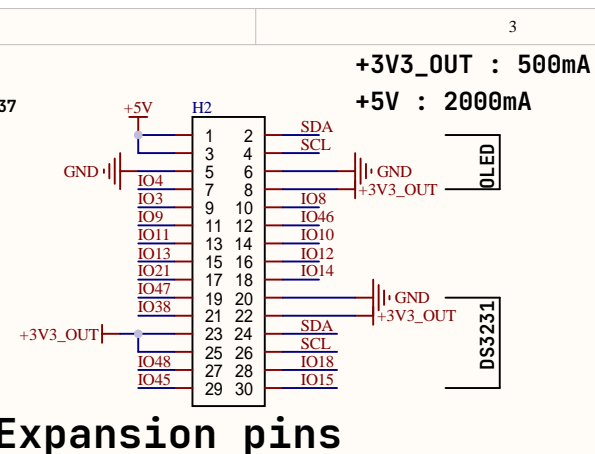 3
+3V3_OUT : 500mA
37
+5V : 2000mA
+5V H2
1 2 SDA
3 4 SCL
GND 5 6 GND
IO4 7 8 +3V3_OUT
IO3 9 10 IO8
IO9 11 12 IO46
IO11 13 14 IO10
IO13 15 16 IO12
IO21 17 18 IO14
IO47 19 20 GND
IO38 21 22 +3V3_OUT
+3V3_OUT 23 24 SDA
25 26 SCL
IO48 27 28 IO18
IO45 29 30 IO15
OLED
DS3231
Expansion pins